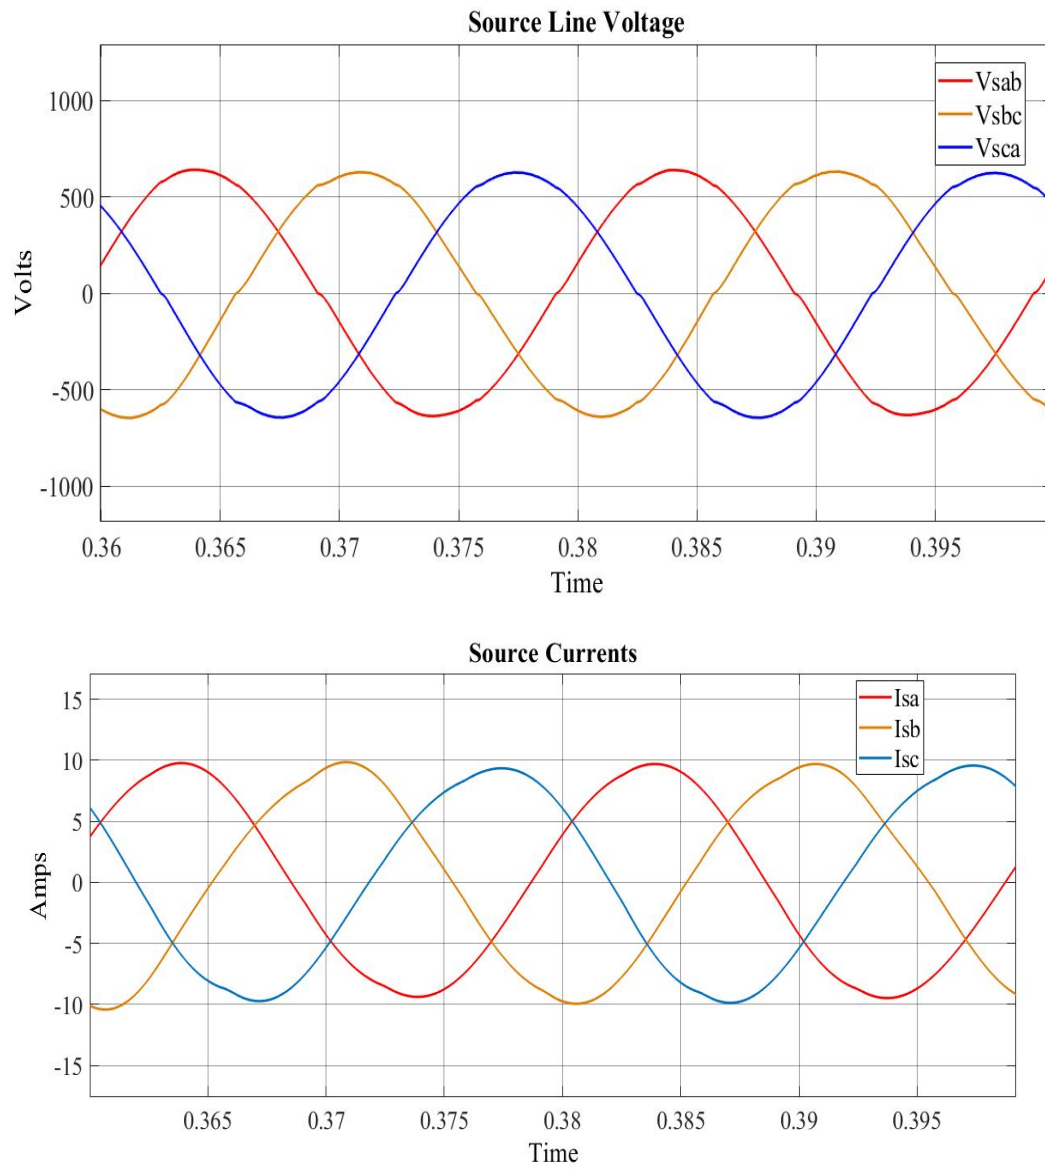 Source Line Voltage
Vsab
Vsbc
Vsca
1000
500
0
-500
-1000
Volts
0.36 0.365 0.37 0.375 0.38 0.385 0.39 0.395
Time
Source Currents
Isa
Isb
Isc
15
10
5
0
-5
-10
-15
Amps
0.365 0.37 0.375 0.38 0.385 0.39 0.395
Time